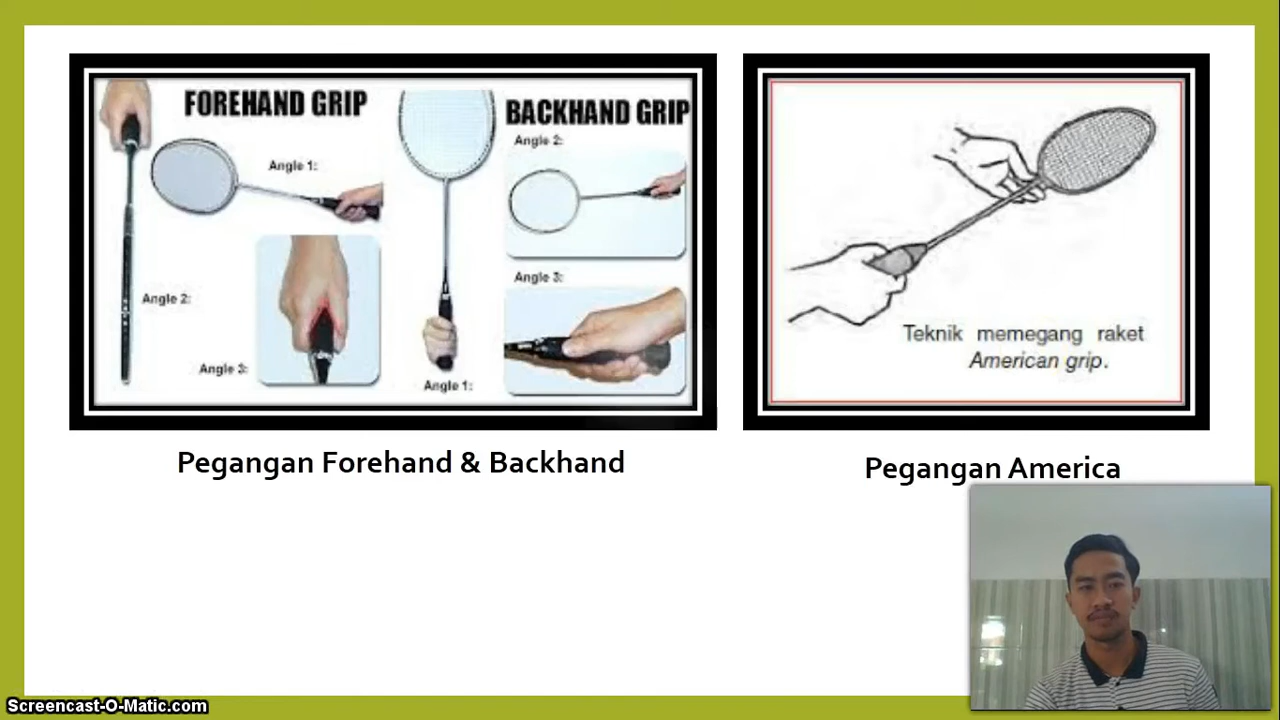 FOREHAND GRIP
Angle 1:
Angle 2:
Angle 3:
BACKHAND GRIP
Angle 2:
Angle 3:
Angle 1:
Teknik memegang raket
American grip.
Pegangan Forehand & Backhand
Pegangan America
Screencast-O-Matic.com